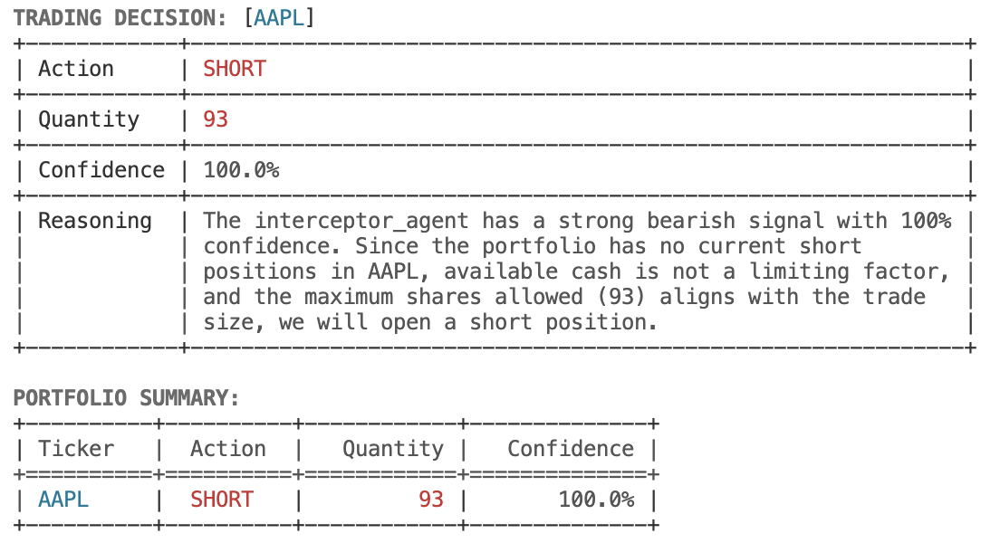 TRADING DECISION: [AAPL]
Action SHORT
Quantity 93
Confidence 100.0%
Reasoning The interceptor_agent has a strong bearish signal with 100%
confidence. Since the portfolio has no current short
positions in AAPL, available cash is not a limiting factor,
and the maximum shares allowed (93) aligns with the trade
size, we will open a short position.
PORTFOLIO SUMMARY:
Ticker Action Quantity Confidence
AAPL SHORT 93 100.0%